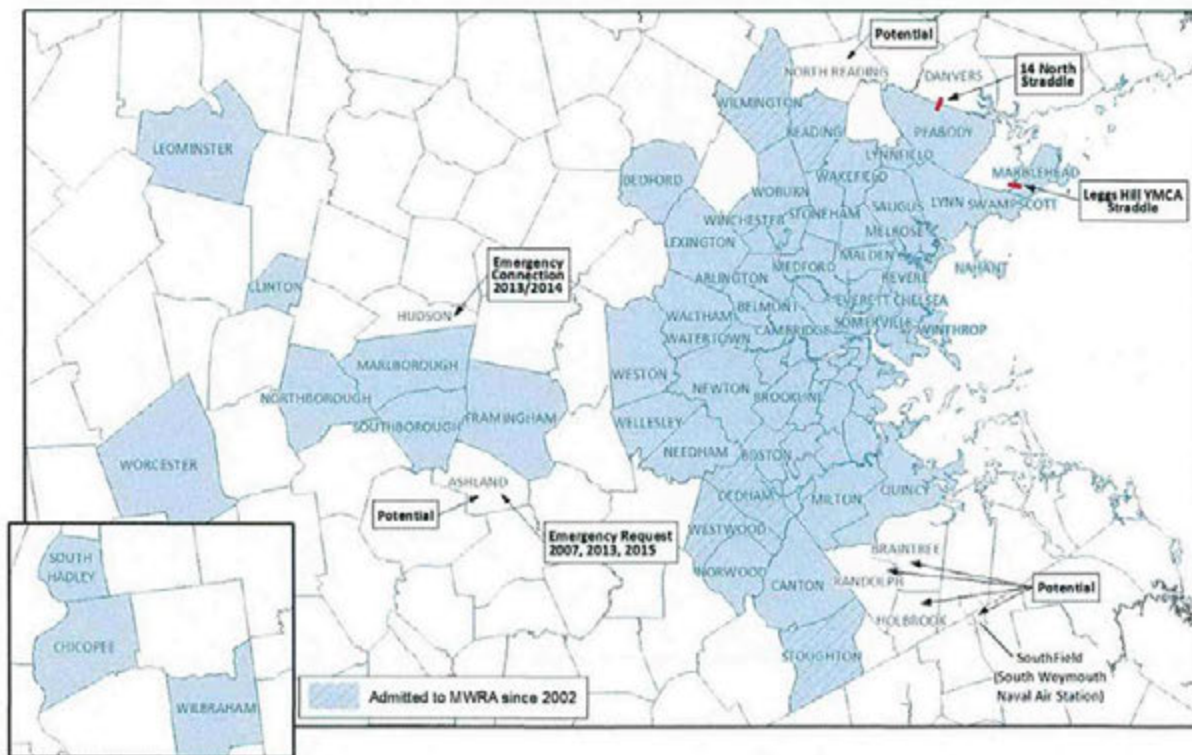 Potential
NORTH READING
DANVERS
14 North
Straddle
WILMINGTON
READING
PEABODY
LEOMINSTER
LYNNFIELD
MARBLEHEAD
BEDFORD
WAKEFIELD
WOBURN
Leggs Hill YMCA
Straddle
SAUGUS
LYNN
SWAMPSCOTT
WINCHESTER
STONEHAM
MELROSE
LEXINGTON
Emergency
Connection
2013/2014
MEDFORD
MALDEN
NAHANT
ARLINGTON
REVERE
CLINTON
EVERETT
CHELSEA
BELMONT
HUDSON
WALTHAM
SOMERVILLE
WINTHROP
CAMBRIDGE
WATERTOWN
MARLBOROUGH
WESTON
NEWTON
NORTHBOROUGH
BROOKLINE
FRAMINGHAM
SOUTHBOROUGH
WELLESLEY
NEEDHAM
BOSTON
WORCESTER
ASHLAND
DEDHAM
MILTON
QUINCY
Potential
Emergency Request
2007, 2013, 2015
WESTWOOD
BRAINTREE
NORWOOD
CANTON
RANDOLPH
Potential
HOLBROOK
STOUGHTON
SouthField
(South Weymouth
Naval Air Station)
SOUTH
HADLEY
CHICOPEE
WILBRAHAM
Admitted to MWRA since 2002